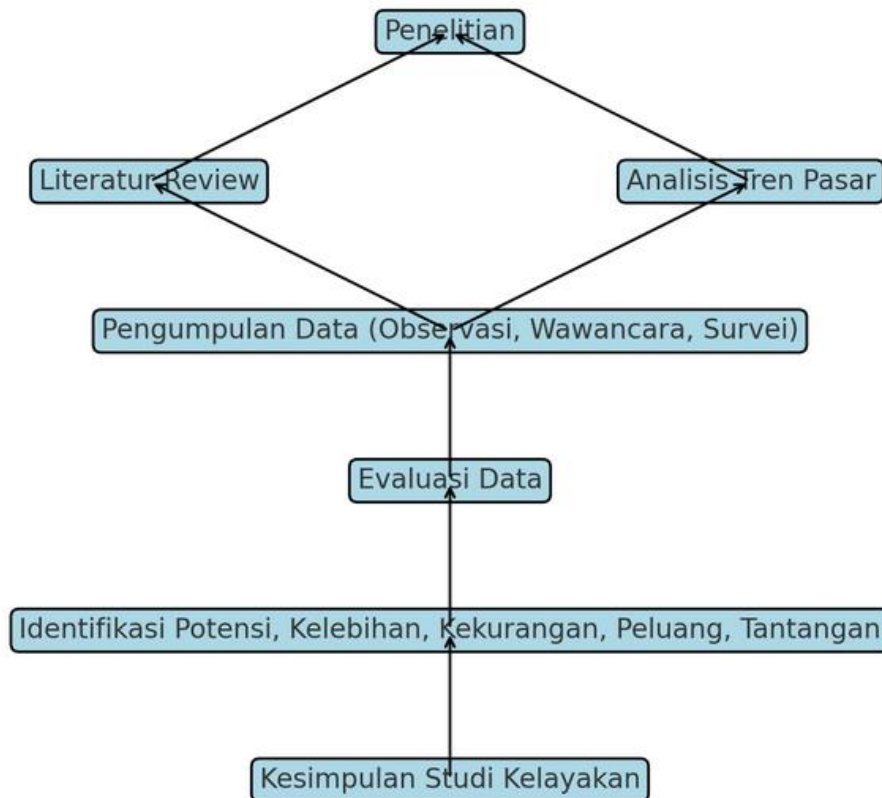 Penelitian
Literatur Review
Analisis Tren Pasar
Pengumpulan Data (Observasi, Wawancara, Survei)
Evaluasi Data
Identifikasi Potensi, Kelebihan, Kekurangan, Peluang, Tantangan
Kesimpulan Studi Kelayakan